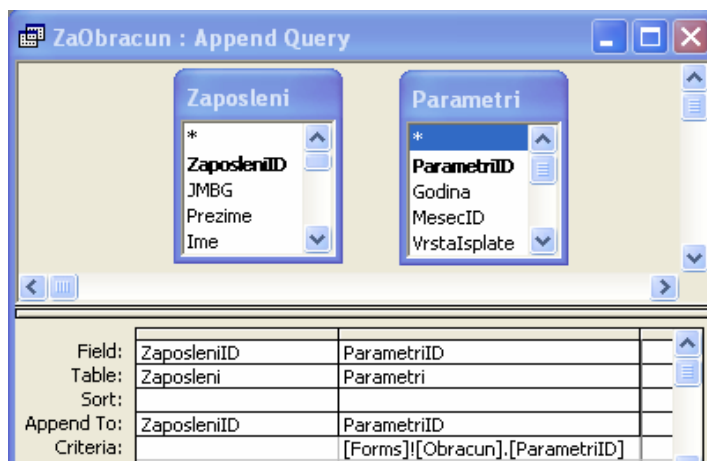 ZaObracun : Append Query
Zaposleni
*
ZaposleniID
JMBG
Prezime
Ime
Parametri
*
ParametriID
Godina
MesecID
VrstaIsplate
Field: ZaposleniID ParametriID
Table: Zaposleni Parametri
Sort:
Append To: ZaposleniID ParametriID
Criteria: [Forms]![Obracun].[ParametriID]